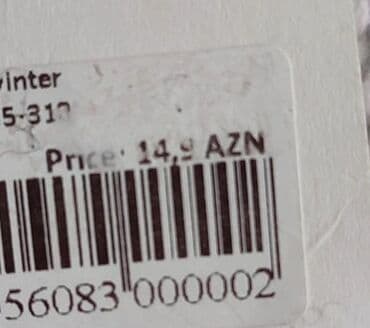 inter
5-31
Price: 14,9 AZN
56083 000002